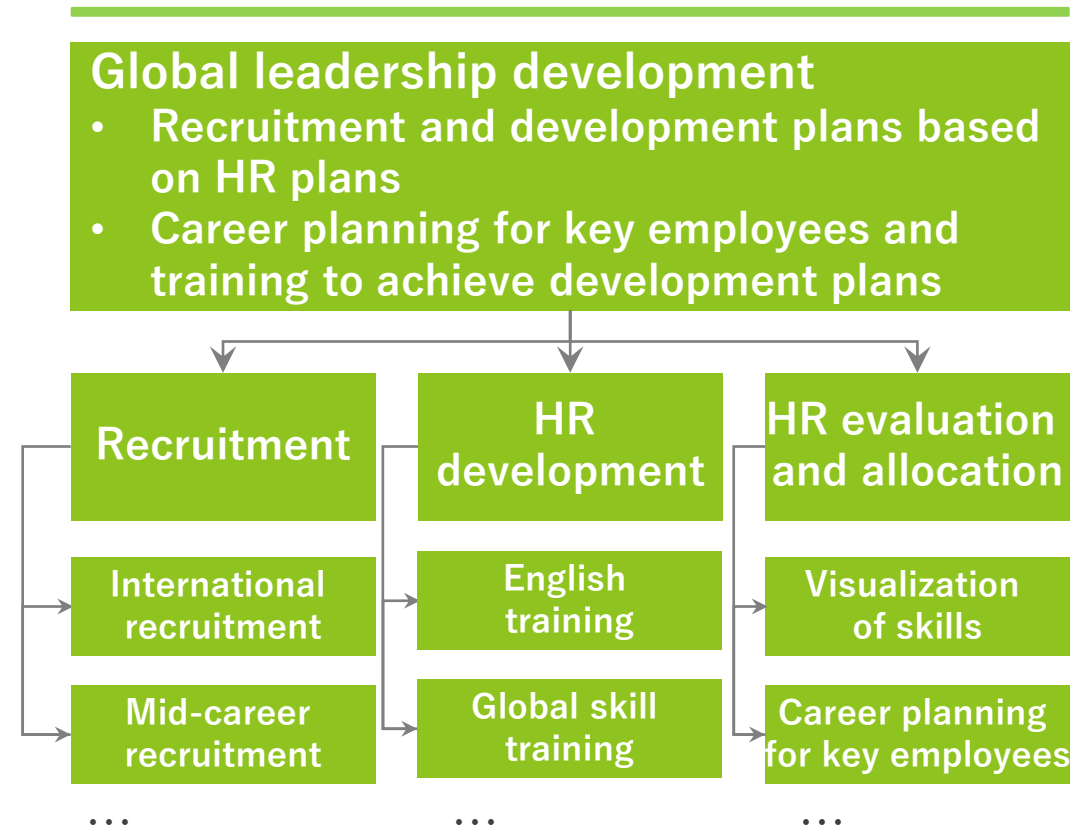 Global leadership development
• Recruitment and development plans based
on HR plans
• Career planning for key employees and
training to achieve development plans
Recruitment
HR
development
HR evaluation
and allocation
International
recruitment
English
training
Visualization
of skills
Mid-career
recruitment
Global skill
training
Career planning
for key employees
… … …